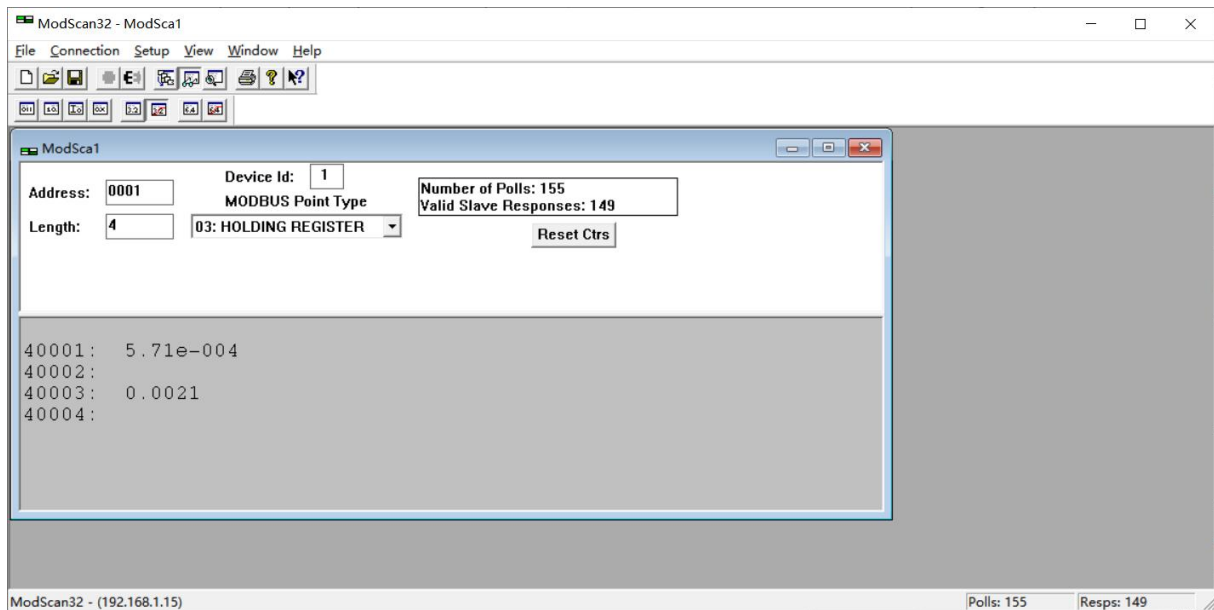 ModScan32 - ModSca1
File Connection Setup View Window Help
ModSca1
Address: 0001
Device Id: 1
MODBUS Point Type
Length: 4
03: HOLDING REGISTER
Number of Polls: 155
Valid Slave Responses: 149
Reset Ctrs
40001: 5.71e-004
40002:
40003: 0.0021
40004:
ModScan32 - (192.168.1.15)
Polls: 155
Resps: 149